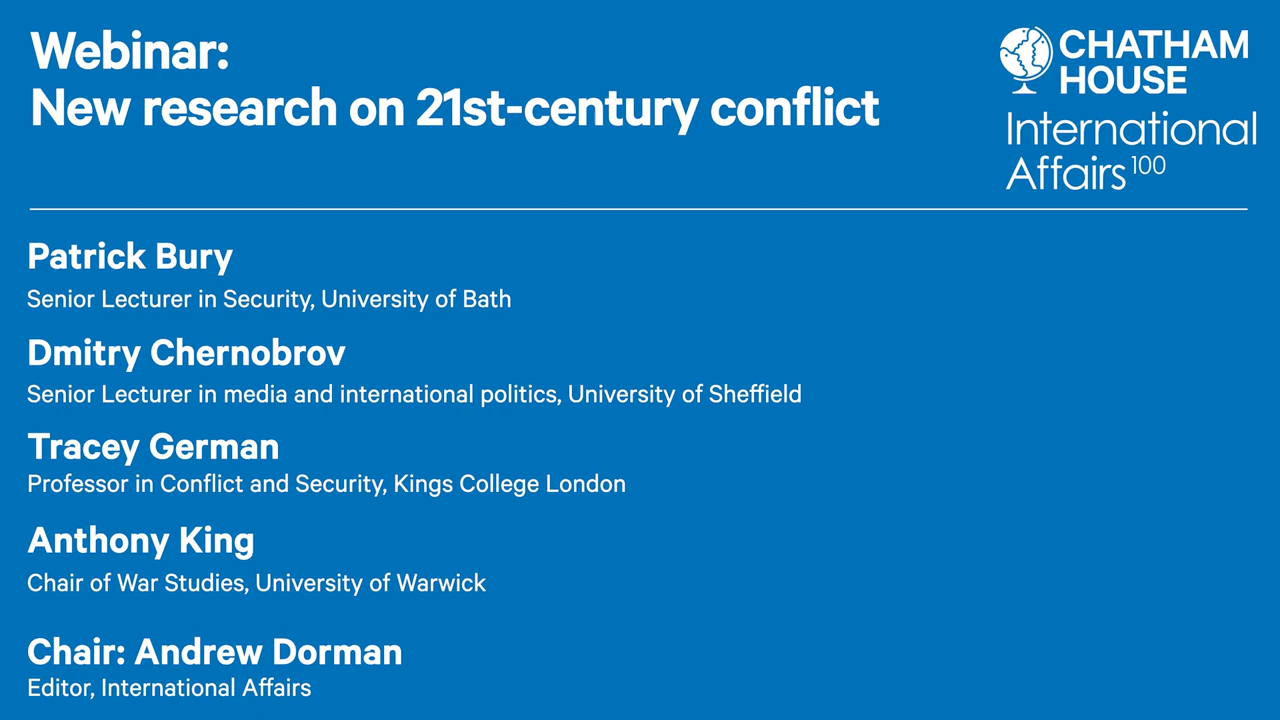 Webinar:
New research on 21st-century conflict
CHATHAM
HOUSE
International
Affairs 100
Patrick Bury
Senior Lecturer in Security, University of Bath
Dmitry Chernobrov
Senior Lecturer in media and international politics, University of Sheffield
Tracey German
Professor in Conflict and Security, Kings College London
Anthony King
Chair of War Studies, University of Warwick
Chair: Andrew Dorman
Editor, International Affairs